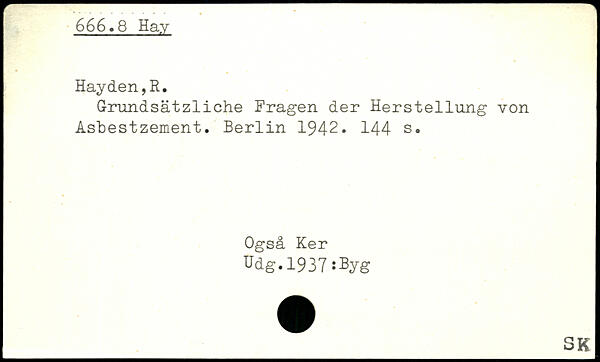 666.8 Hay
Hayden,R.
Grundsätzliche Fragen der Herstellung von
Asbestzement. Berlin 1942. 144 s.
Også Ker
Udg.1937:Byg
SK